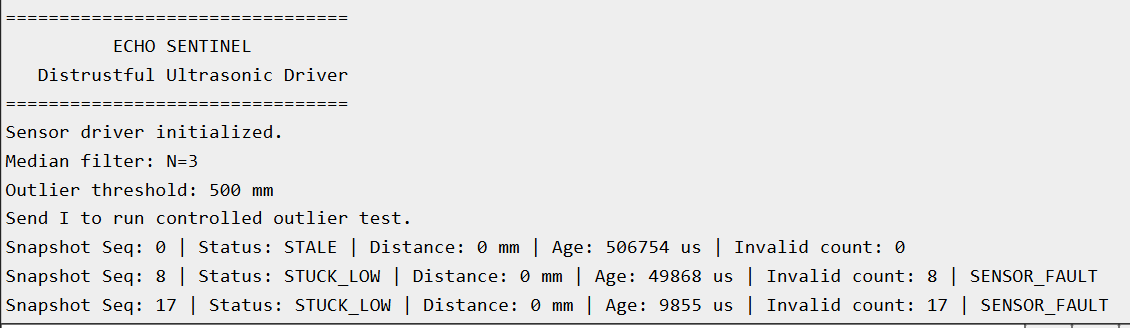 ================================
ECHO SENTINEL
Distrustful Ultrasonic Driver
================================
Sensor driver initialized.
Median filter: N=3
Outlier threshold: 500 mm
Send I to run controlled outlier test.
Snapshot Seq: 0 | Status: STALE | Distance: 0 mm | Age: 506754 us | Invalid count: 0
Snapshot Seq: 8 | Status: STUCK_LOW | Distance: 0 mm | Age: 49868 us | Invalid count: 8 | SENSOR_FAULT
Snapshot Seq: 17 | Status: STUCK_LOW | Distance: 0 mm | Age: 9855 us | Invalid count: 17 | SENSOR_FAULT